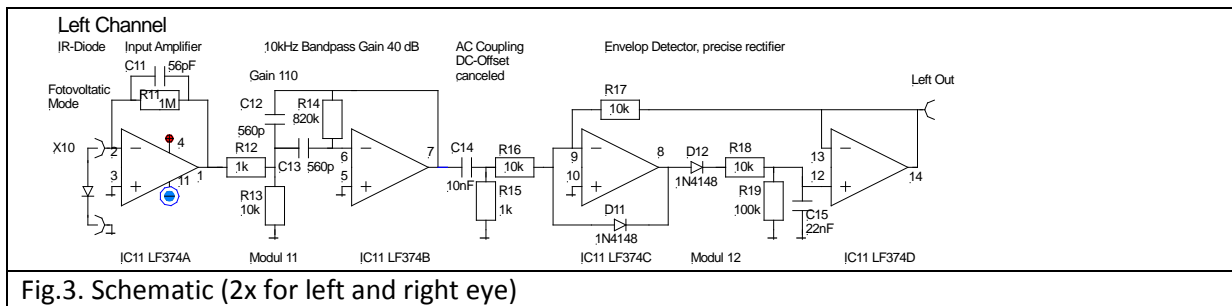 Left Channel
IR-Diode Input Amplifier 10kHz Bandpass Gain 40 dB AC Coupling Envelop Detector, precise rectifier
DC-Offset
canceled
C11 56pF
Gain 110
R11 1M
Fotovoltatic
Mode
C12
560p
R14
820k
R17
10k
Left Out
X10
2
3
4
11
1
R12
1k
C13 560p
R13
10k
6
5
7
C14
10nF
R16
10k
R15
1k
9
10
8
D12
1N4148
R18
10k
D11
1N4148
R19
100k
C15
22nF
13
12
14
IC11 LF374A Modul 11 IC11 LF374B IC11 LF374C Modul 12 IC11 LF374D
Fig.3. Schematic (2x for left and right eye)